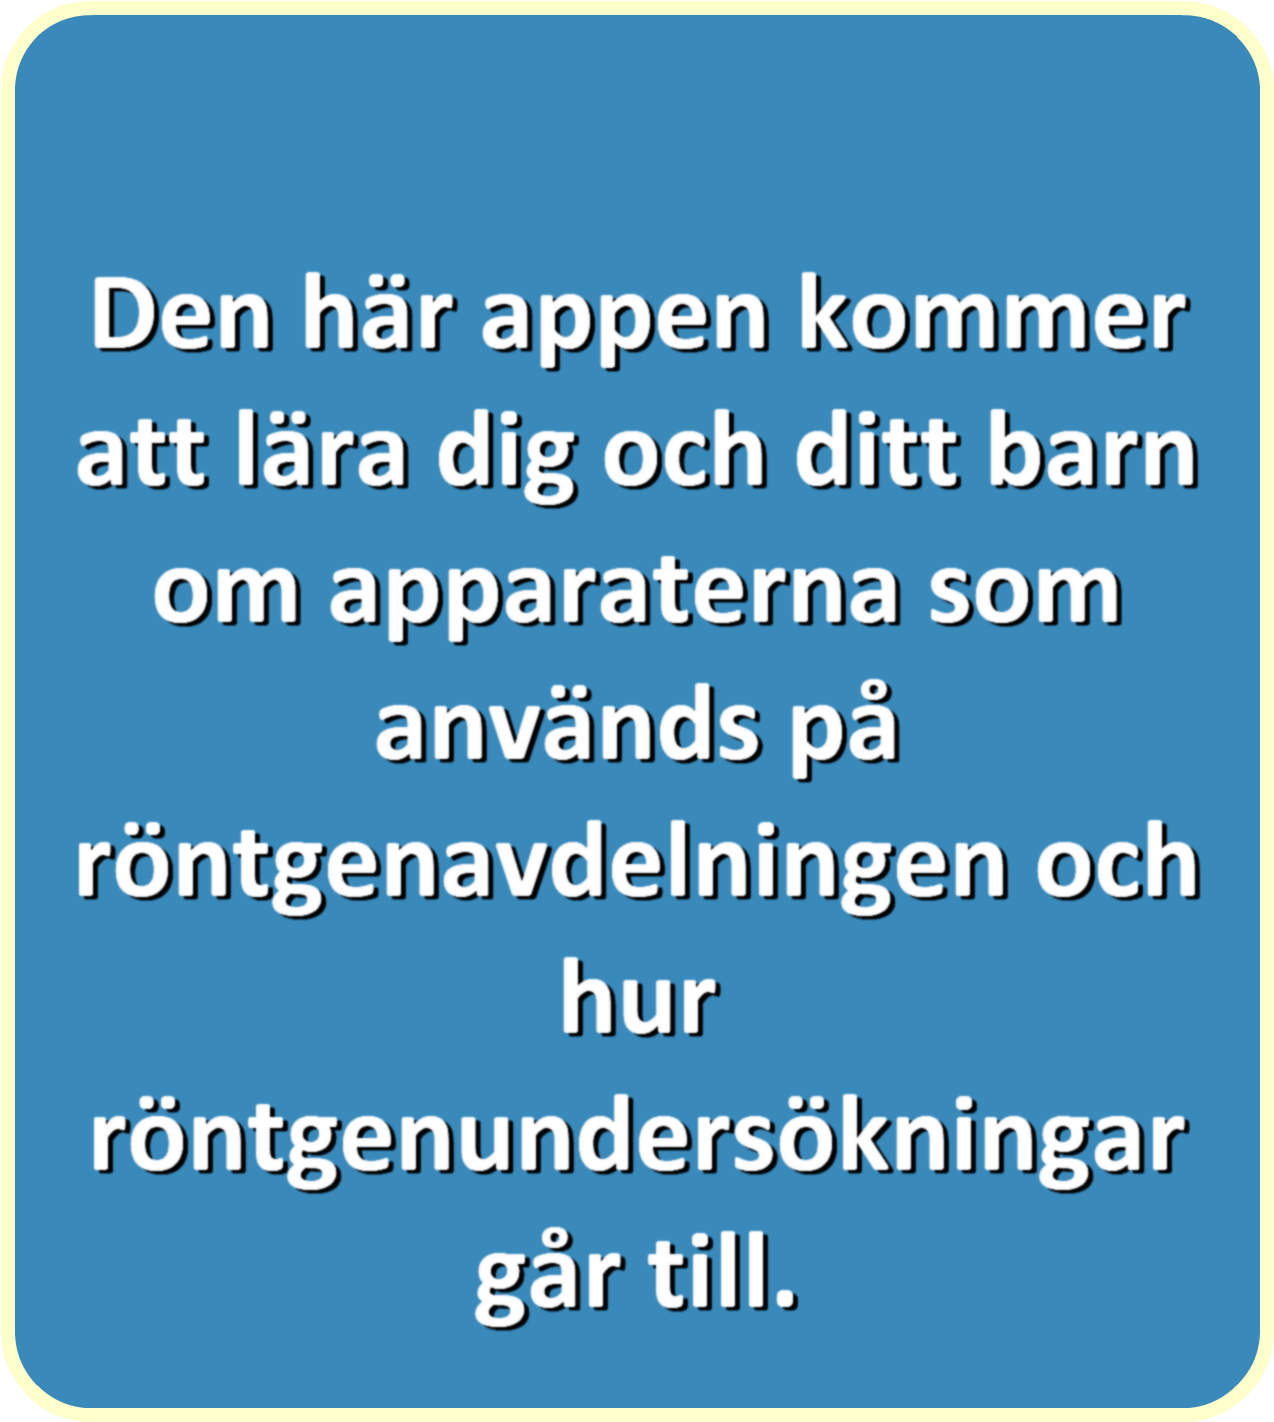 Den här appen kommer
att lära dig och ditt barn
om apparaterna som
används på
röntgenavdelningen och
hur
röntgenundersökningar
går till.